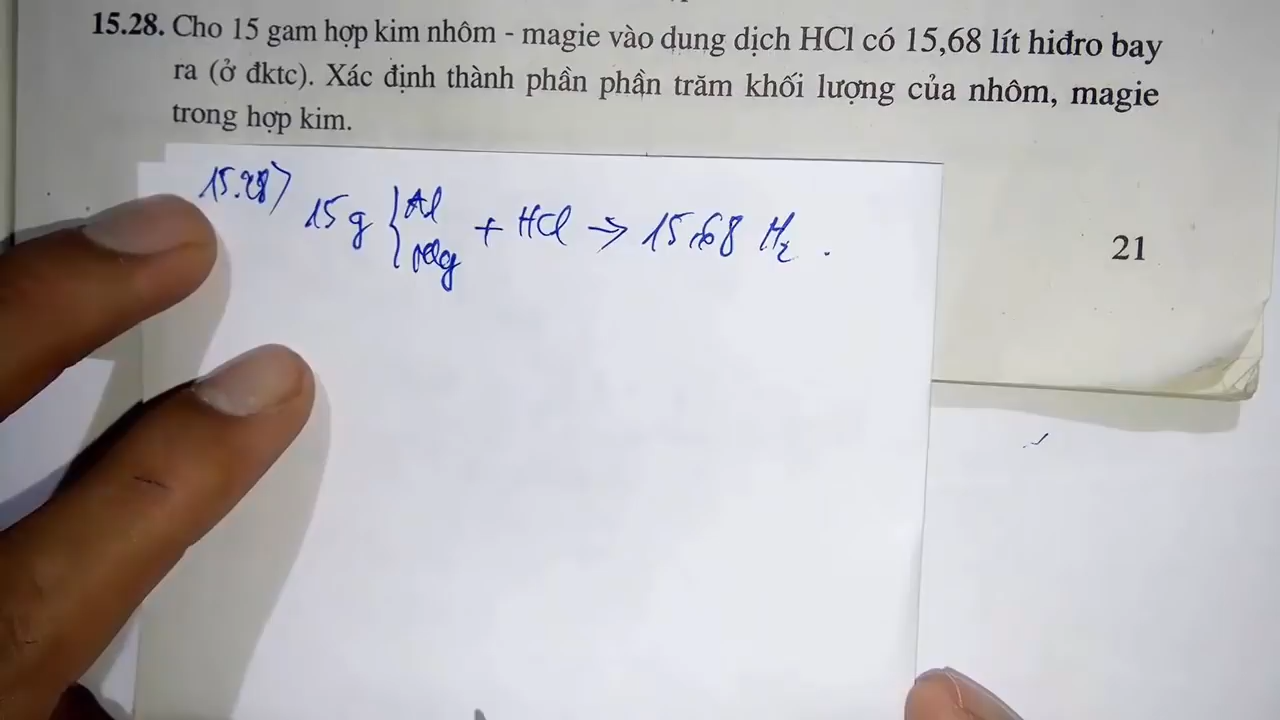 15.28. Cho 15 gam hợp kim nhôm - magie vào dung dịch HCl có 15,68 lít hiđro bay
ra (ở đktc). Xác định thành phần phần trăm khối lượng của nhôm, magie
trong hợp kim.
15.28) 15g { Al Mg + HCl → 15,68 H₂ .
21